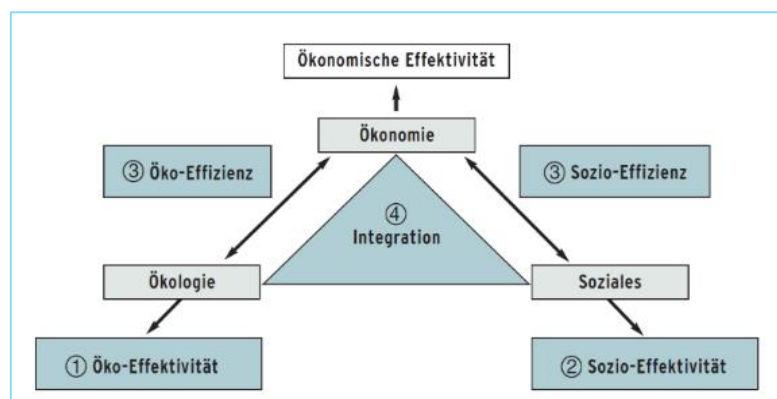 Ökonomische Effektivität
Ökonomie
③ Öko-Effizienz
③ Sozio-Effizienz
④
Integration
Ökologie
Soziales
① Öko-Effektivität
② Sozio-Effektivität